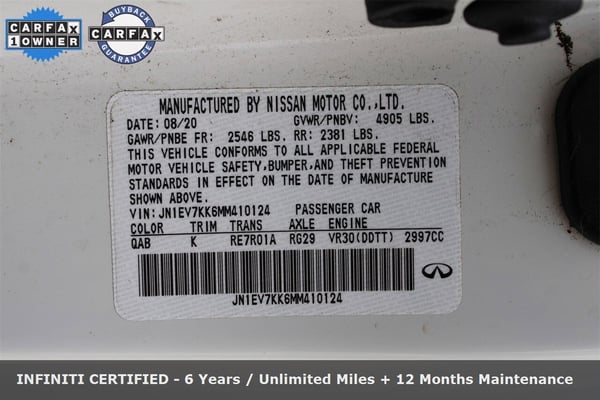 CARFAX
1 OWNER
BUYBACK
CARFAX
GUARANTEE
MANUFACTURED BY NISSAN MOTOR CO.,LTD.
DATE: 08/20 GVWR/PNBV: 4905 LBS.
GAWR/PNBE FR: 2546 LBS. RR: 2381 LBS.
THIS VEHICLE CONFORMS TO ALL APPLICABLE FEDERAL
MOTOR VEHICLE SAFETY,BUMPER,AND THEFT PREVENTION
STANDARDS IN EFFECT ON THE DATE OF MANUFACTURE
SHOWN ABOVE.
VIN: JN1EV7KK6MM410124 PASSENGER CAR
COLOR TRIM TRANS AXLE ENGINE
QAB K RE7R01A RG29 VR30(DDTT) 2997CC
JN1EV7KK6MM410124
INFINITI CERTIFIED - 6 Years / Unlimited Miles + 12 Months Maintenance